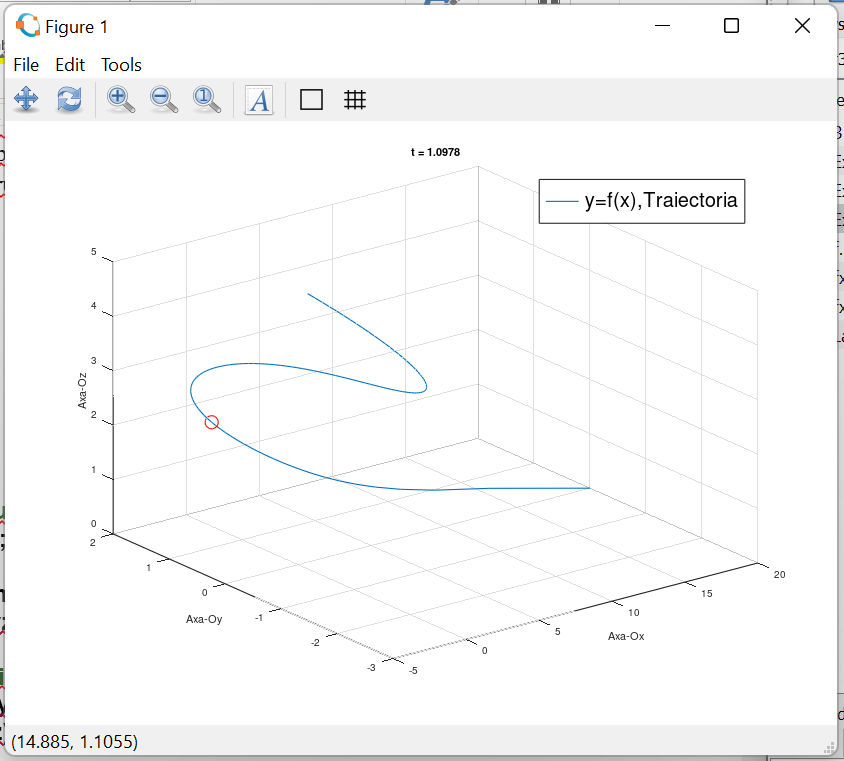 Figure 1
File Edit Tools
A
t = 1.0978
y=f(x),Traiectoria
5
4
3
2
1
0
Axa-Oz
2
1
0
-1
-2
-3
Axa-Oy
-5
0
5
10
15
20
Axa-Ox
(14.885, 1.1055)